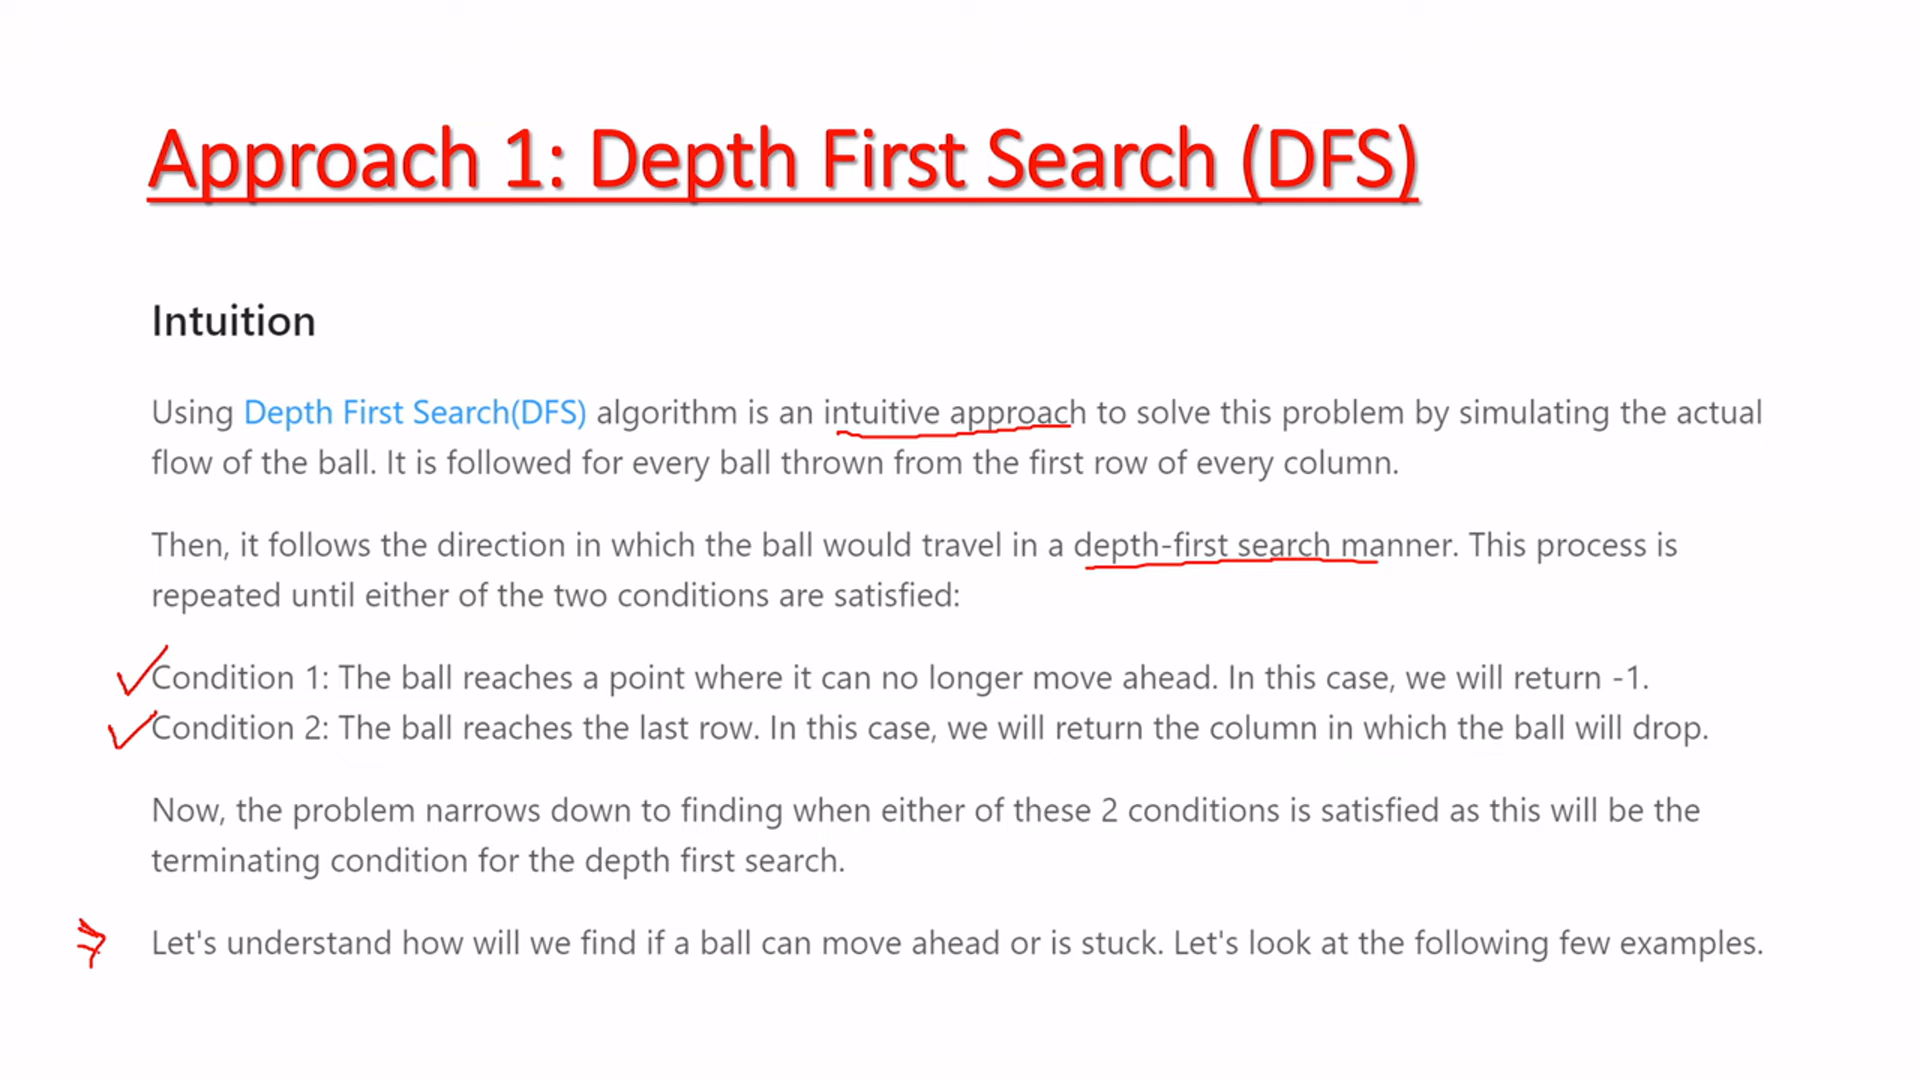 Approach 1: Depth First Search (DFS)
Intuition
Using Depth First Search(DFS) algorithm is an intuitive approach to solve this problem by simulating the actual
flow of the ball. It is followed for every ball thrown from the first row of every column.
Then, it follows the direction in which the ball would travel in a depth-first search manner. This process is
repeated until either of the two conditions are satisfied:
Condition 1: The ball reaches a point where it can no longer move ahead. In this case, we will return -1.
Condition 2: The ball reaches the last row. In this case, we will return the column in which the ball will drop.
Now, the problem narrows down to finding when either of these 2 conditions is satisfied as this will be the
terminating condition for the depth first search.
Let's understand how will we find if a ball can move ahead or is stuck. Let's look at the following few examples.